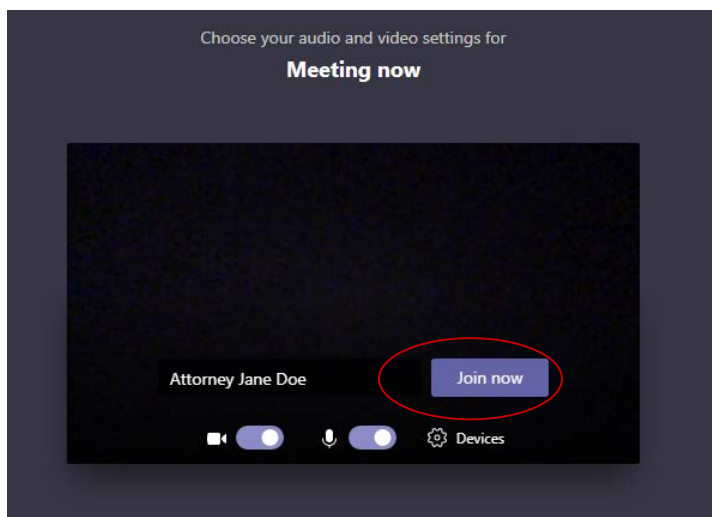 Choose your audio and video settings for
Meeting now
Attorney Jane Doe
Join now
Devices